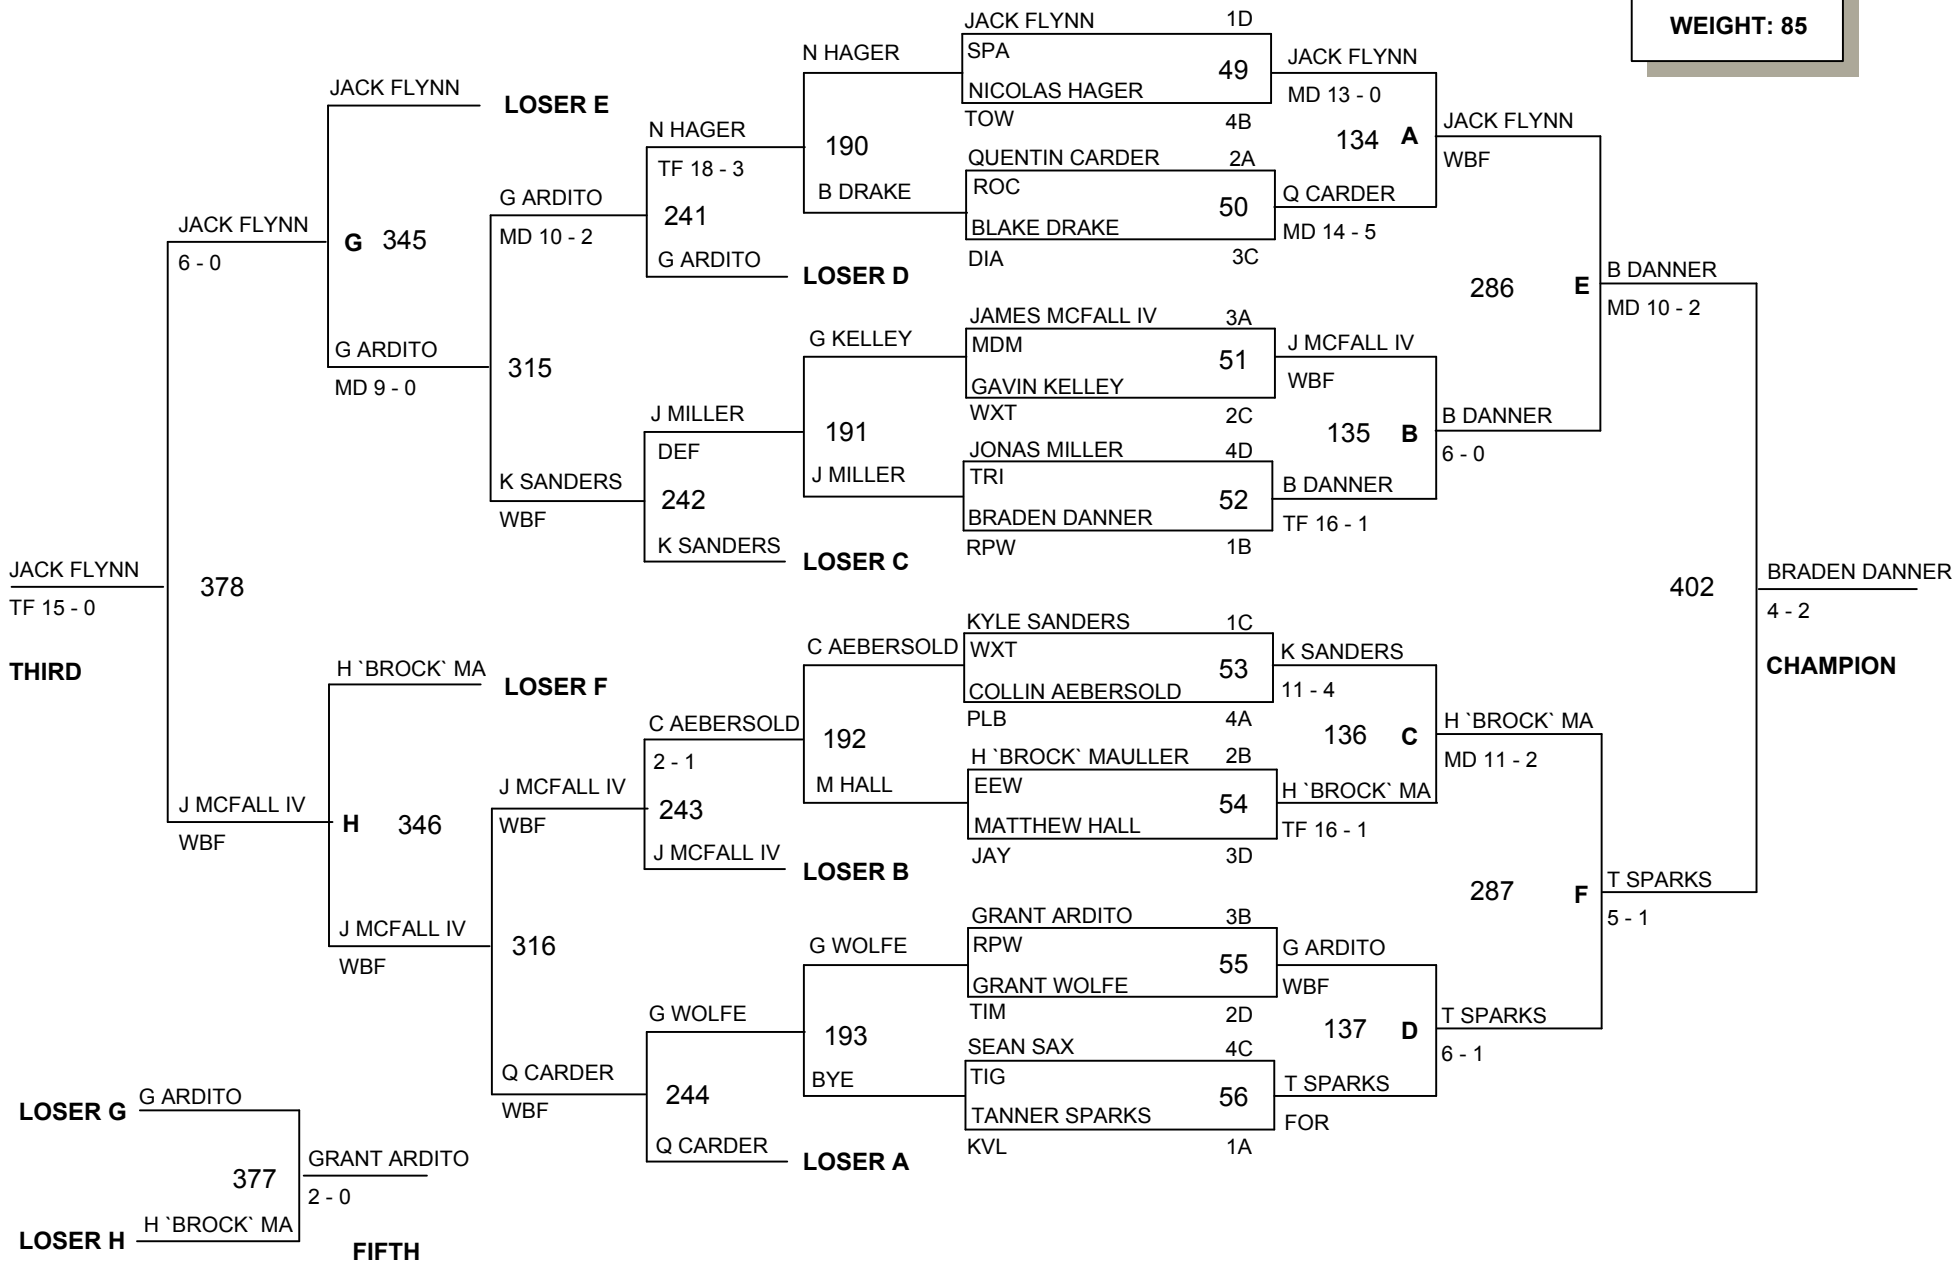 WEIGHT: 85
JACK FLYNN 1D
SPA
49
NICOLAS HAGER
TOW 4B
QUENTIN CARDER 2A
ROC
50
BLAKE DRAKE
DIA 3C
JAMES MCFALL IV 3A
MDM
51
GAVIN KELLEY
WXT 2C
JONAS MILLER 4D
TRI
52
BRADEN DANNER
RPW 1B
KYLE SANDERS 1C
WXT
53
COLLIN AEBERSOLD
PLB 4A
H `BROCK` MAULLER 2B
EEW
54
MATTHEW HALL
JAY 3D
GRANT ARDITO 3B
RPW
55
GRANT WOLFE
TIM 2D
SEAN SAX 4C
TIG
56
TANNER SPARKS
KVL 1A
JACK FLYNN
MD 13 - 0
134 A
Q CARDER
MD 14 - 5
J MCFALL IV
WBF
135 B
B DANNER
TF 16 - 1
K SANDERS
11 - 4
136 C
H `BROCK` MA
TF 16 - 1
G ARDITO
WBF
137 D
T SPARKS
FOR
JACK FLYNN
WBF
286 E
B DANNER
6 - 0
H `BROCK` MA
MD 11 - 2
287 F
T SPARKS
6 - 1
B DANNER
MD 10 - 2
402
T SPARKS
5 - 1
BRADEN DANNER
4 - 2
CHAMPION
N HAGER
190
B DRAKE
G KELLEY
191
J MILLER
C AEBERSOLD
192
M HALL
G WOLFE
193
BYE
N HAGER
TF 18 - 3
241
G ARDITO
LOSER D
J MILLER
DEF
242
K SANDERS
LOSER C
C AEBERSOLD
2 - 1
243
J MCFALL IV
LOSER B
G WOLFE
244
Q CARDER
LOSER A
G ARDITO
MD 10 - 2
315
K SANDERS
WBF
J MCFALL IV
WBF
316
Q CARDER
WBF
JACK FLYNN
LOSER E
G 345
G ARDITO
MD 9 - 0
H `BROCK` MA
LOSER F
H 346
J MCFALL IV
WBF
JACK FLYNN
6 - 0
378
J MCFALL IV
WBF
JACK FLYNN
TF 15 - 0
THIRD
LOSER G G ARDITO
377
LOSER H H `BROCK` MA
GRANT ARDITO
2 - 0
FIFTH